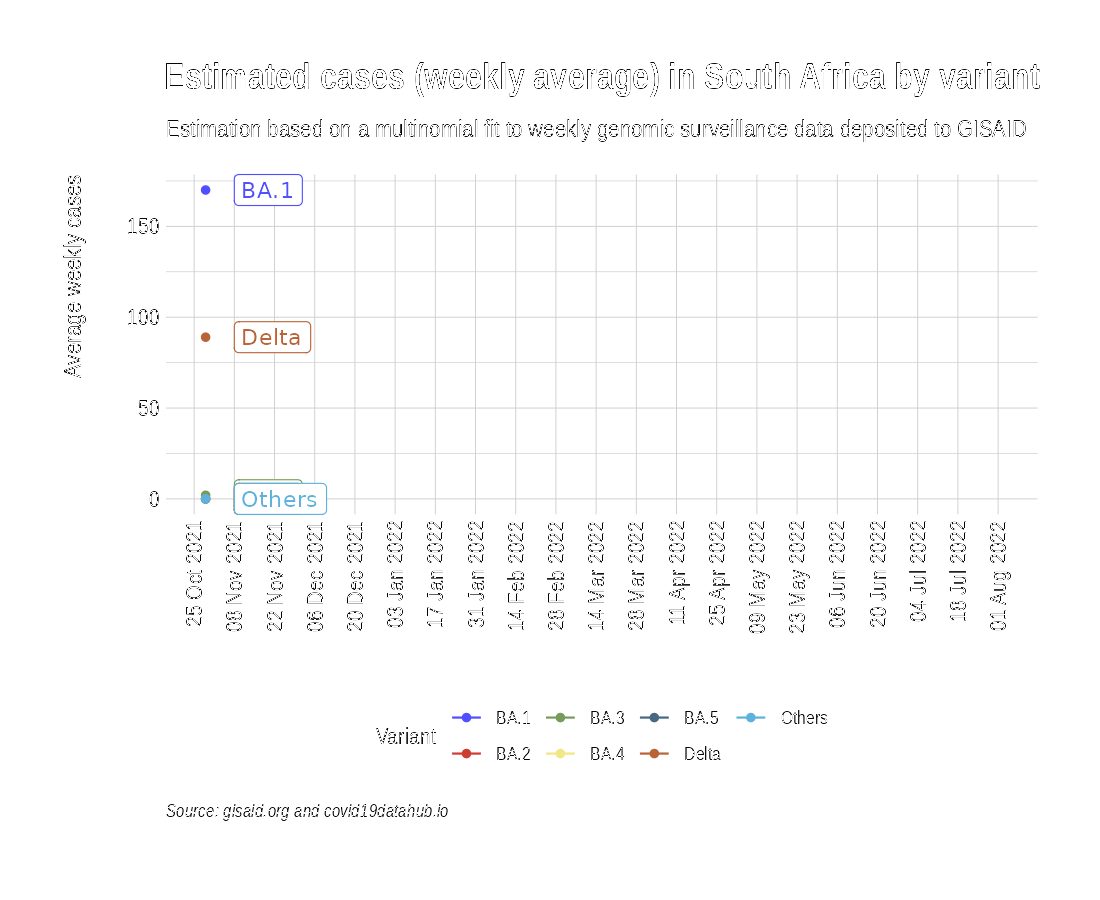 Estimated cases (weekly average) in South Africa by variant
Estimation based on a multinomial fit to weekly genomic surveillance data deposited to GISAID
Average weekly cases
150
100
50
0
BA.1
Delta
Others
25 Oct 2021
08 Nov 2021
22 Nov 2021
06 Dec 2021
20 Dec 2021
03 Jan 2022
17 Jan 2022
31 Jan 2022
14 Feb 2022
28 Feb 2022
14 Mar 2022
28 Mar 2022
11 Apr 2022
25 Apr 2022
09 May 2022
23 May 2022
06 Jun 2022
20 Jun 2022
04 Jul 2022
18 Jul 2022
01 Aug 2022
Variant
BA.1 BA.3 BA.5 Others
BA.2 BA.4 Delta
Source: gisaid.org and covid19datahub.io